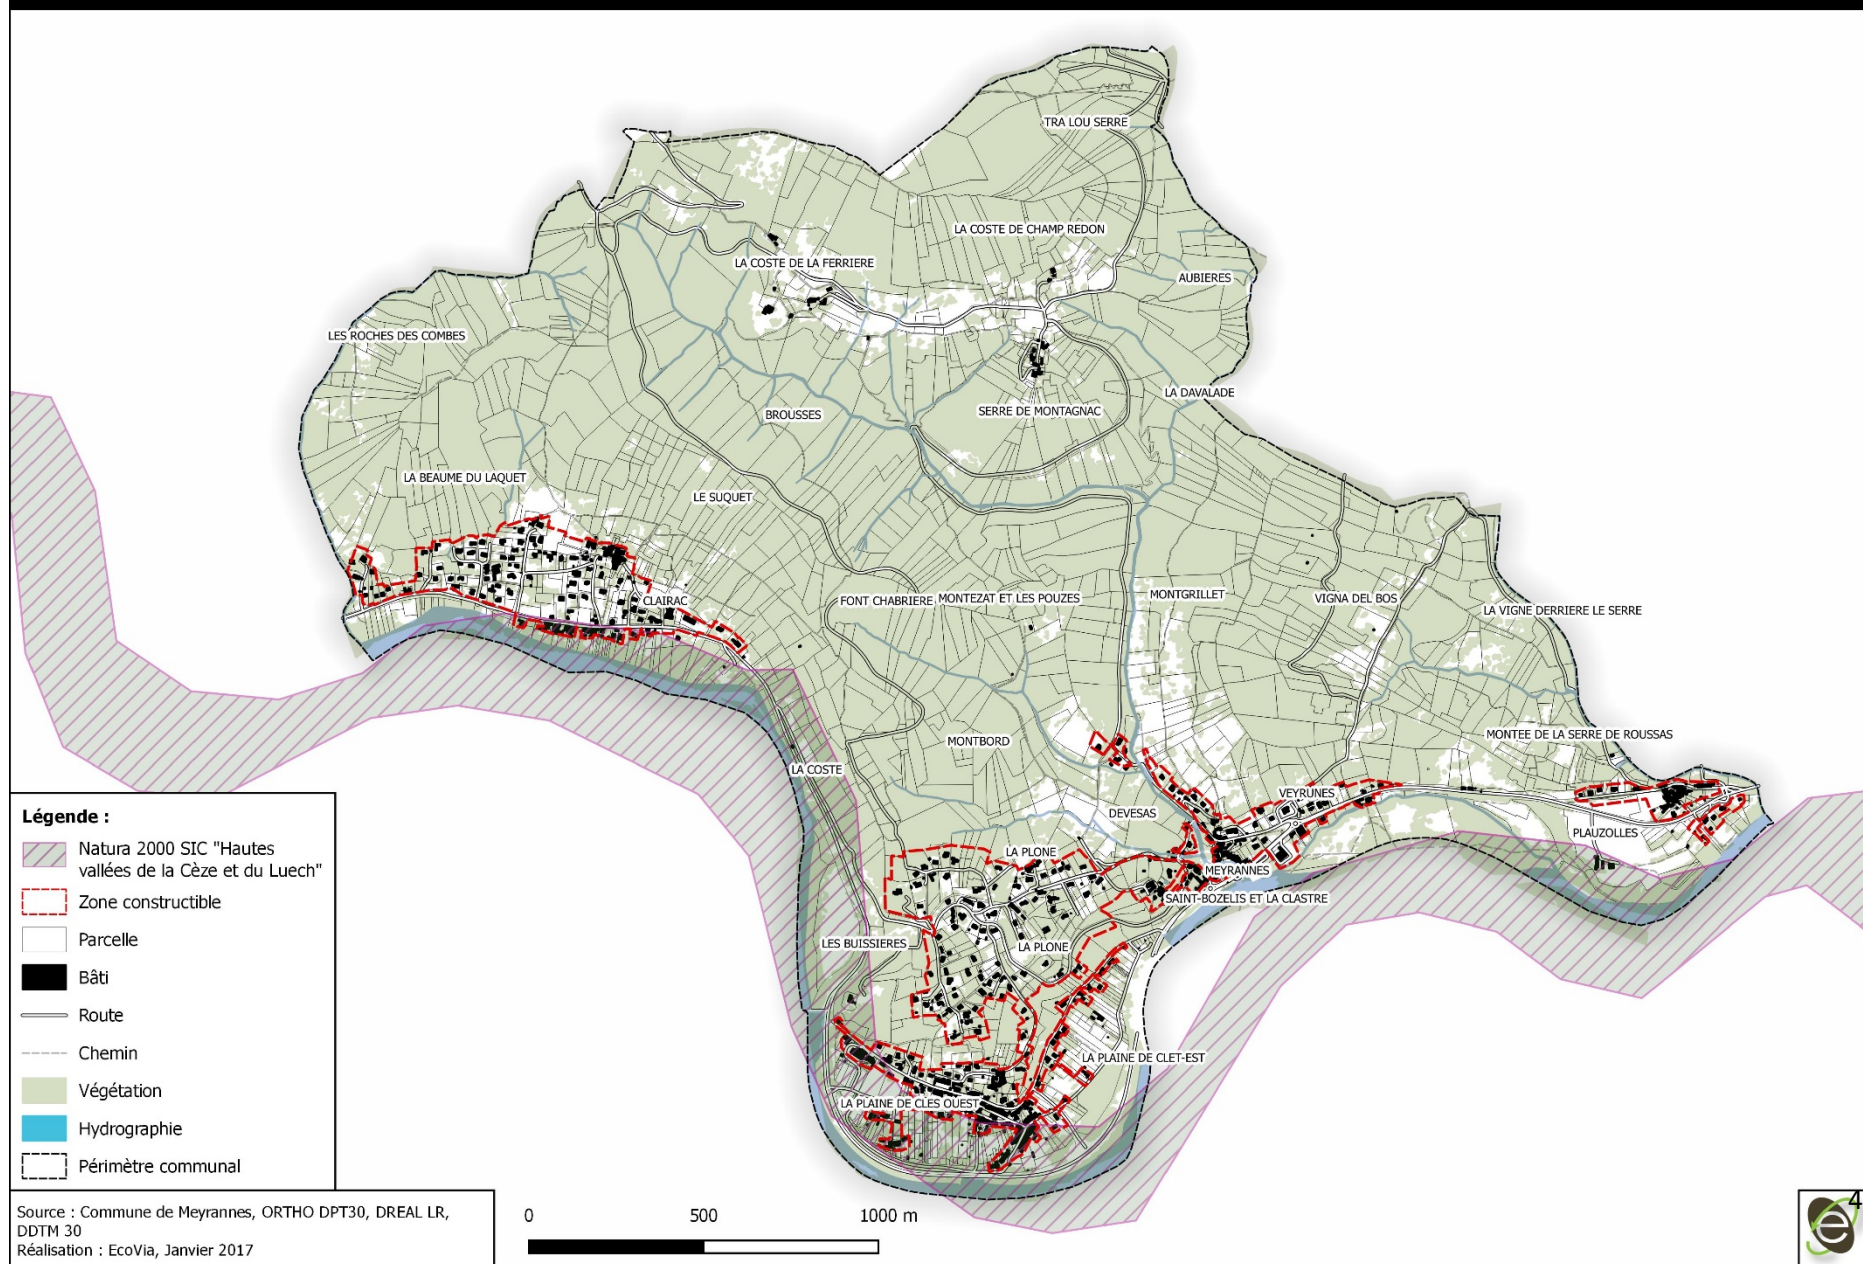 TRA LOU SERRE
LA COSTE DE CHAMP REDON
LA COSTE DE LA FERRIERE
AUBIERES
LES ROCHES DES COMBES
LA DAVALADE
BROUSSES
SERRE DE MONTAGNAC
LA BEAUME DU LAQUET
LE SUQUET
CLAIRAC
FONT CHABRIERE
MONTEZAT ET LES POUZES
MONTGRILLET
VIGNA DEL BOS
LA VIGNE DERRIERE LE SERRE
MONTBORD
MONTEE DE LA SERRE DE ROUSSAS
LA COSTE
VEYRUNES
DEVESAS
PLAUZOLLES
LA PLONE
MEYRANNES
SAINT-BOZELIS ET LA CLASTRE
LES BUISSIERES
LA PLONE
LA PLAINE DE CLET-EST
LA PLAINE DE CLES OUEST
Légende :
Natura 2000 SIC "Hautes
vallées de la Cèze et du Luech"
Zone constructible
Parcelle
Bâti
Route
Chemin
Végétation
Hydrographie
Périmètre communal
Source : Commune de Meyrannes, ORTHO DPT30, DREAL LR,
DDTM 30
Réalisation : EcoVia, Janvier 2017
0 500 1000 m
e
4